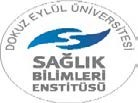 DOKUZ EYLÜL ÜNİVERSİTESİ
SAĞLIK
BİLİMLERİ
ENSTİTÜSÜ